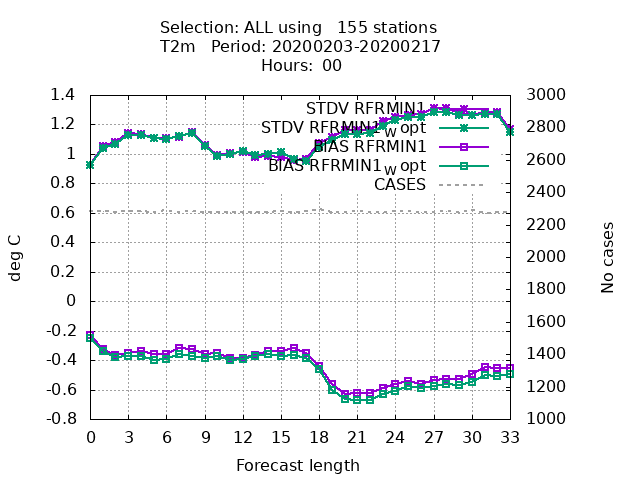 Selection: ALL using 155 stations
T2m Period: 20200203-20200217
Hours: 00
1.4
1.2
1
0.8
0.6
0.4
0.2
0
-0.2
-0.4
-0.6
-0.8
deg C
STDV RFRMIN1
STDV RFRMIN1w opt
BIAS RFRMIN1
BIAS RFRMIN1w opt
CASES
3000
2800
2600
2400
2200
2000
1800
1600
1400
1200
1000
No cases
0 3 6 9 12 15 18 21 24 27 30 33
Forecast length